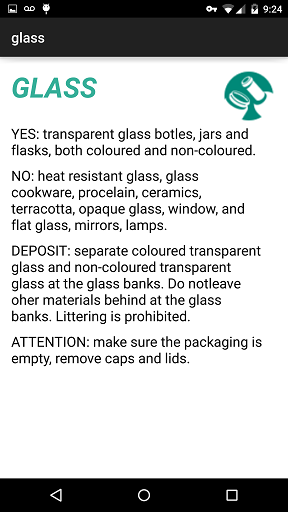 9:24
glass
GLASS
YES: transparent glass botles, jars and
flasks, both coloured and non-coloured.
NO: heat resistant glass, glass
cookware, procelain, ceramics,
terracotta, opaque glass, window, and
flat glass, mirrors, lamps.
DEPOSIT: separate coloured transparent
glass and non-coloured transparent
glass at the glass banks. Do notleave
oher materials behind at the glass
banks. Littering is prohibited.
ATTENTION: make sure the packaging is
empty, remove caps and lids.